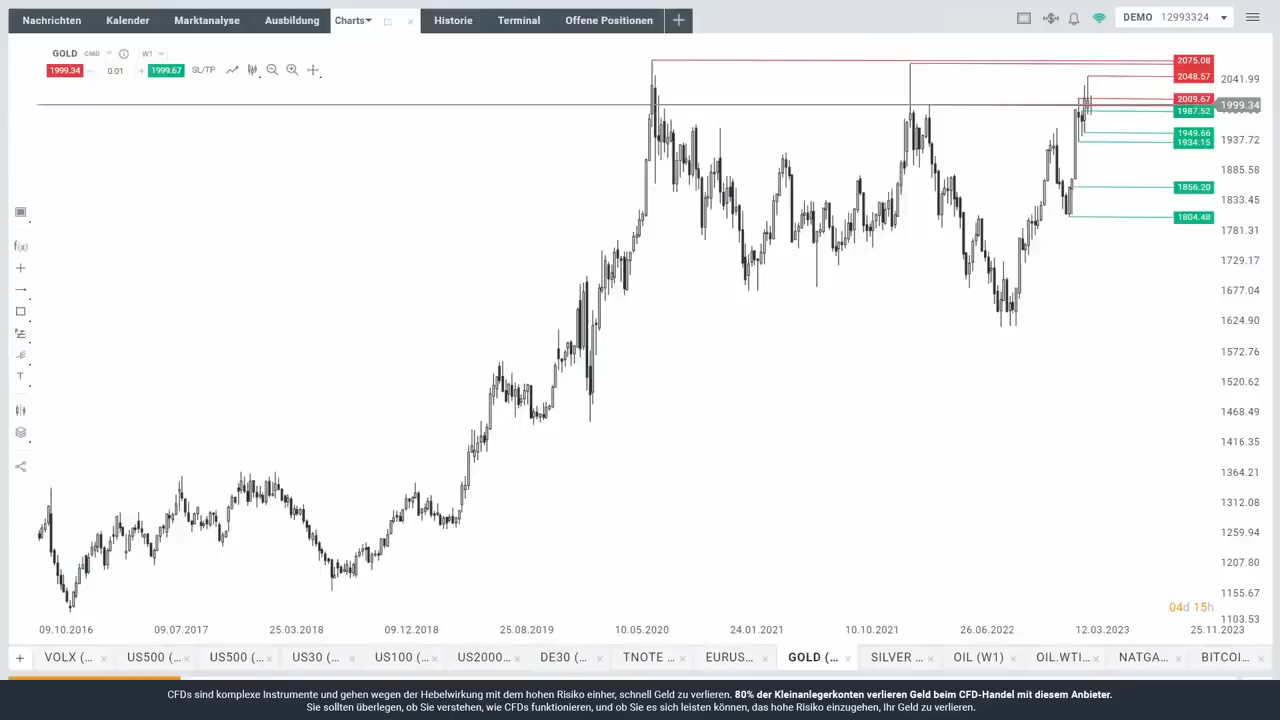 Nachrichten Kalender Marktanalyse Ausbildung Charts Historie Terminal Offene Positionen DEMO 12993324
GOLD CMD W1
1999.34 0.01 1999.67 SL/TP
2075.08
2048.57
2041.99
2009.67
1999.34
1987.52
1949.66
1937.72
1934.15
1885.58
1856.20
1833.45
1804.48
1781.31
1729.17
1677.04
1624.90
1572.76
1520.62
1468.49
1416.35
1364.21
1312.08
1259.94
1207.80
1155.67
1103.53
f(x)
T
04d 15h
09.10.2016 09.07.2017 25.03.2018 09.12.2018 25.08.2019 10.05.2020 24.01.2021 10.10.2021 26.06.2022 12.03.2023 25.11.2023
VOLX (... US500 (... US500 (... US30 (... US100 (... US2000... DE30 (... TNOTE ... EURUS... GOLD (... SILVER ... OIL (W1) OIL.WTI... NATGA... BITCOI...
CFDs sind komplexe Instrumente und gehen wegen der Hebelwirkung mit dem hohen Risiko einher, schnell Geld zu verlieren. 80% der Kleinanlegerkonten verlieren Geld beim CFD-Handel mit diesem Anbieter.
Sie sollten überlegen, ob Sie verstehen, wie CFDs funktionieren, und ob Sie es sich leisten können, das hohe Risiko einzugehen, Ihr Geld zu verlieren.